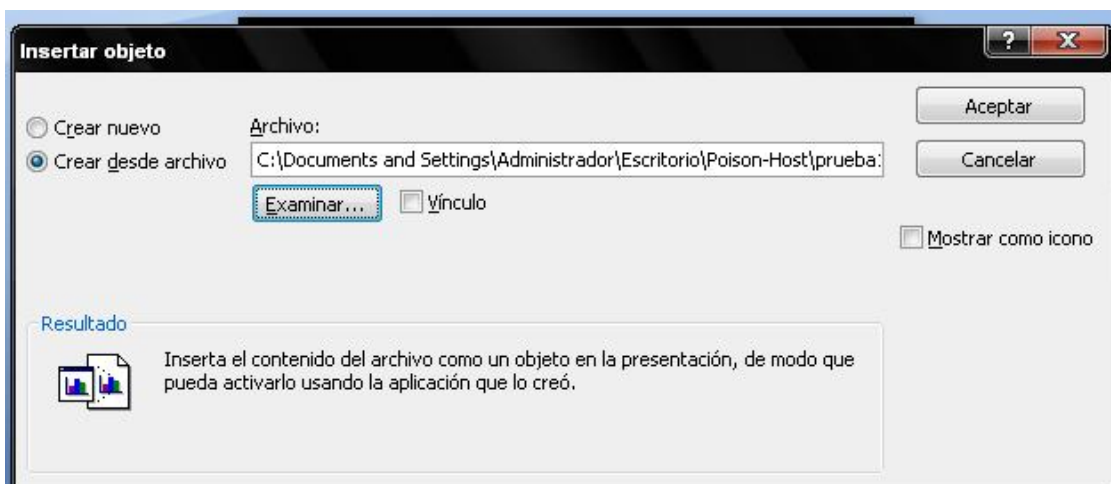 Insertar objeto
Crear nuevo
Archivo:
Aceptar
Crear desde archivo
C:\Documents and Settings\Administrador\Escritorio\Poison-Host\prueba:
Cancelar
Examinar...
Vínculo
Mostrar como icono
Resultado
Inserta el contenido del archivo como un objeto en la presentación, de modo que
pueda activarlo usando la aplicación que lo creó.